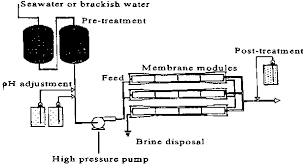 Seawater or brackish water
Pre-treatment
Post-treatment
Membrane modules
Feed
pH adjustment
Brine disposal
High pressure pump